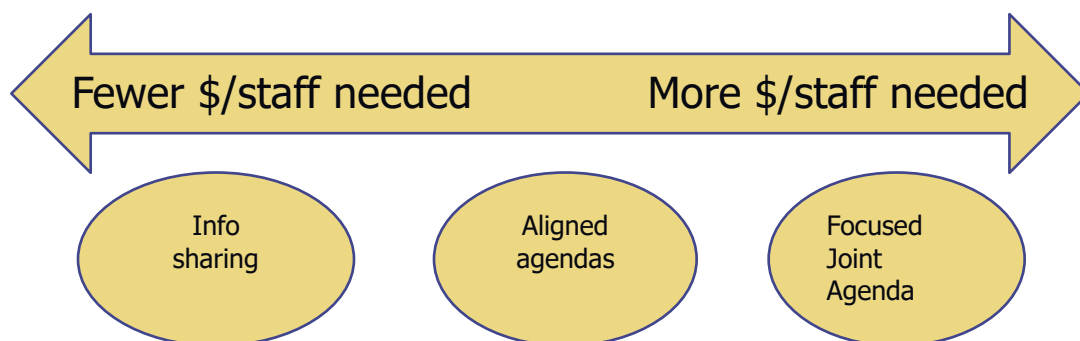 Fewer $/staff needed More $/staff needed
Info
sharing
Aligned
agendas
Focused
Joint
Agenda